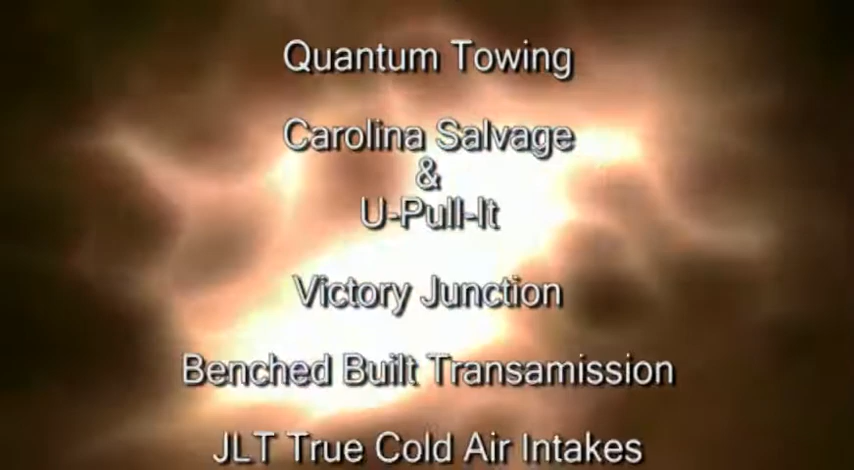 Quantum Towing
Carolina Salvage
&
U-Pull-It
Victory Junction
Benched Built Transamission
JLT True Cold Air Intakes